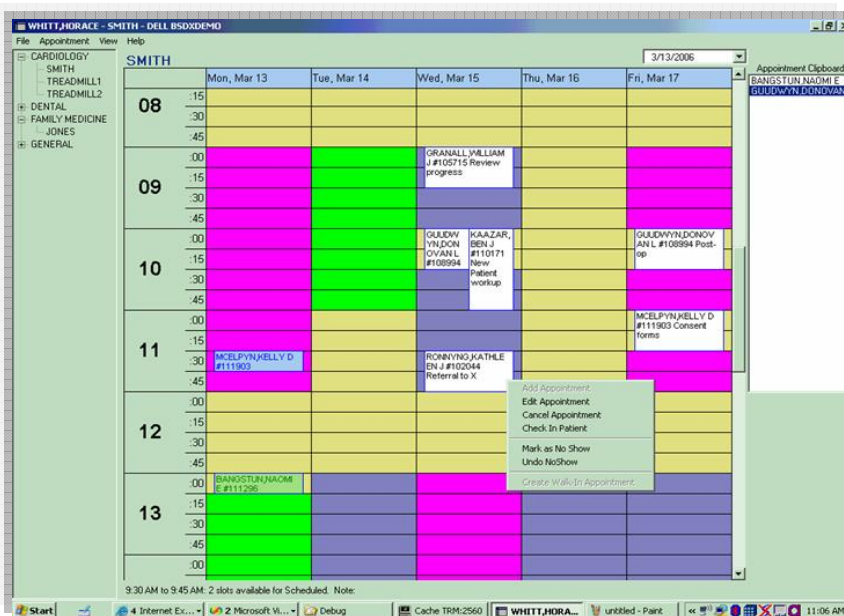 WHITT,HORACE - SMITH - DELL BSDXDEMO
File Appointment View Help
CARDIOLOGY
SMITH
TREADMILL1
TREADMILL2
DENTAL
FAMILY MEDICINE
JONES
GENERAL
SMITH
3/13/2006
Mon, Mar 13 Tue, Mar 14 Wed, Mar 15 Thu, Mar 16 Fri, Mar 17
Appointment Clipboard
BANGSTUN,NAOMI E
GUUDWYN,DONOVAN
08
:15
:30
:45
09
:00
:15
:30
:45
GRANALL,WILLIAM
J #105715 Review
progress
10
:00
:15
:30
:45
GUUDW
YN,DON
OVAN L
#108994
KAAZAR,
BEN J
#110171
New
Patient
workup
GUUDWYN,DONOV
AN L #108994 Post-
op
11
:00
:15
:30
:45
MCELPYN,KELLY D
#111903 Consent
forms
MCELPYN,KELLY D
#111903
RONNYNG,KATHLE
EN J #102044
Referral to X
Add Appointment
Edit Appointment
Cancel Appointment
Check In Patient
Mark as No Show
Undo NoShow
Create Walk-In Appointment
12
:00
:15
:30
:45
13
:00
:15
:30
:45
:00
BANGSTUN,NAOMI
E #111296
9:30 AM to 9:45 AM: 2 slots available for Scheduled. Note:
Start
4 Internet Ex...
2 Microsoft Vi...
Debug
Cache TRM:2560
WHITT,HORA...
untitled - Paint
11:06 AM